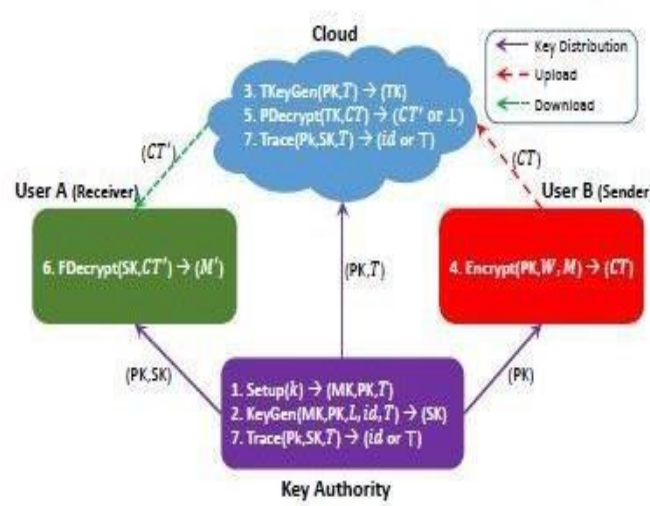 Cloud
Key Distribution
Upload
Download
3. TKeyGen(PK,T) → (TK)
5. PDecrypt(TK,CT) → (CT' or ⊥)
7. Trace(Pk,SK,T) → (id or ⊤)
(CT')
(CT)
User A (Receiver)
User B (Sender
6. FDecrypt(SK,CT') → (M')
(PK,T)
4. Encrypt(PK,W,M) → (CT)
(PK,SK)
(PK)
1. Setup(k) → (MK,PK,T)
2. KeyGen(MK,PK,L,id,T) → (SK)
7. Trace(Pk,SK,T) → (id or ⊤)
Key Authority